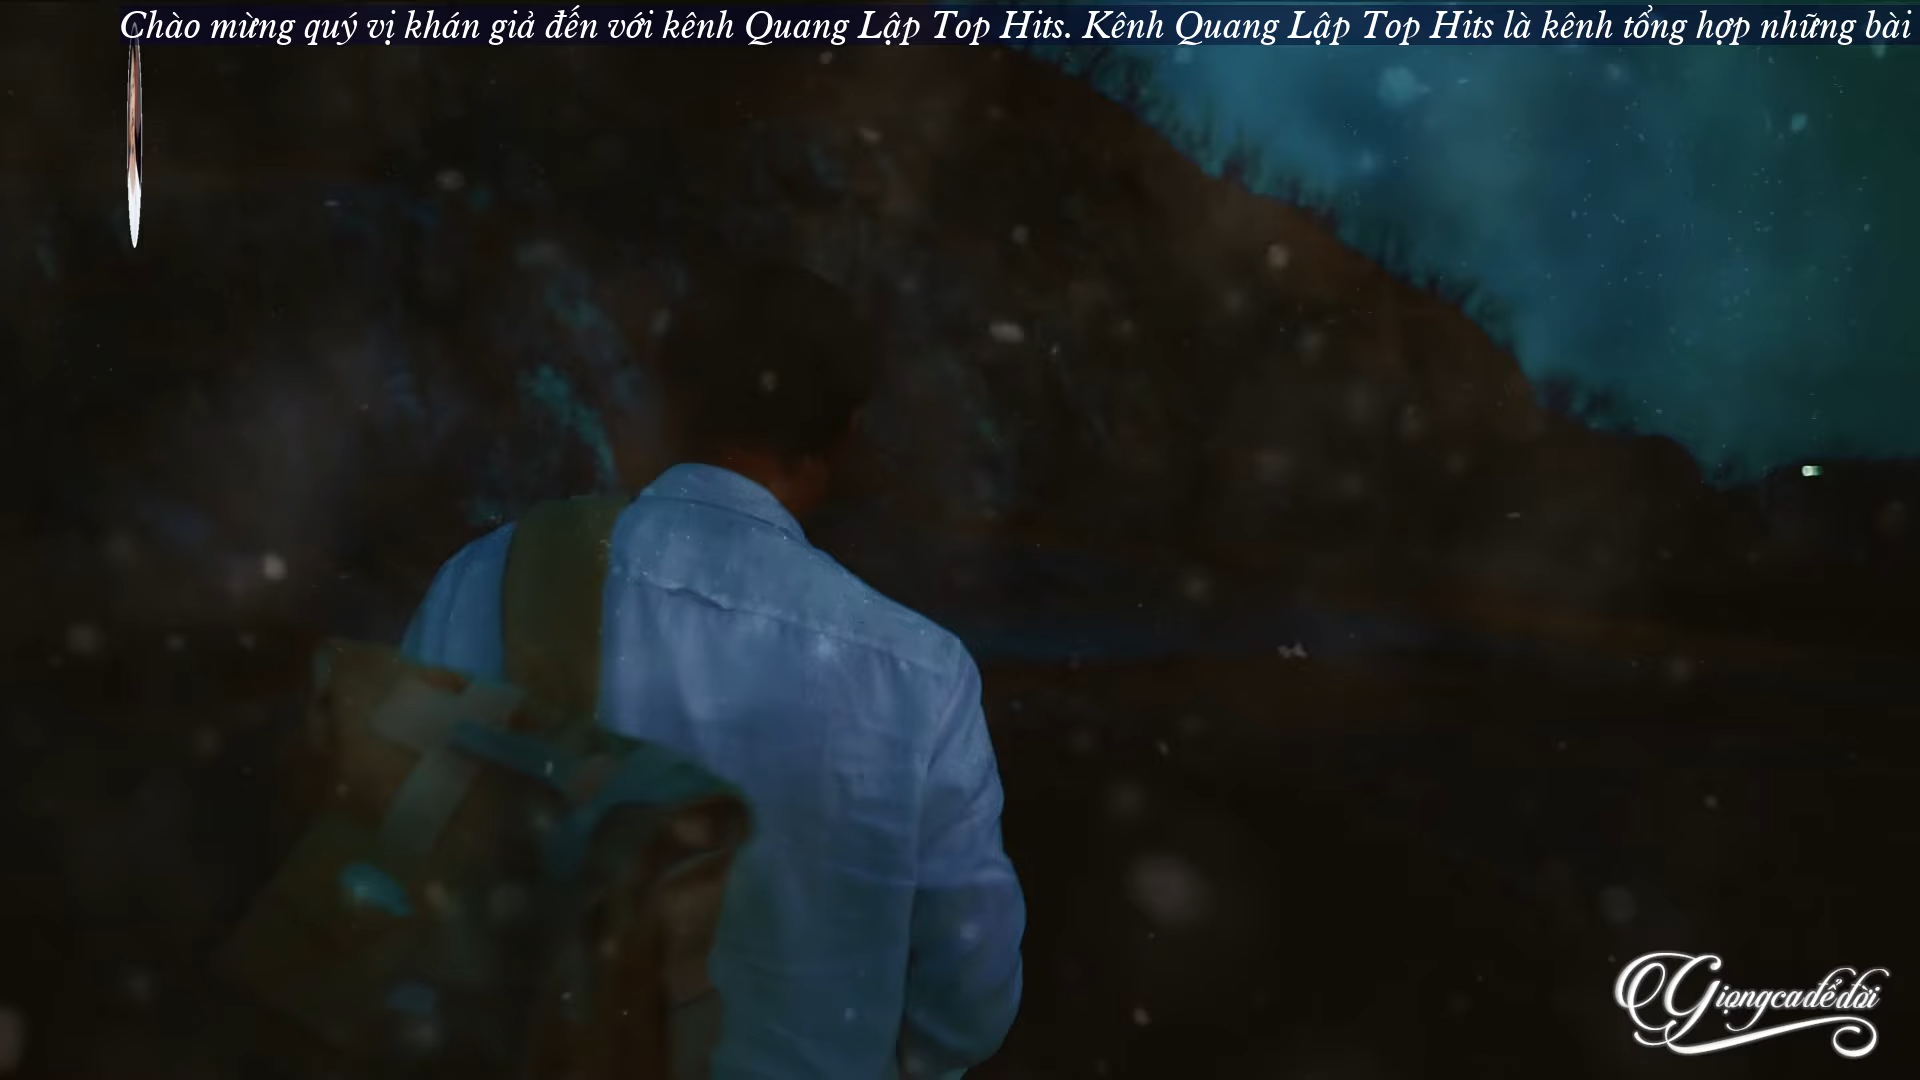 Chào mừng quý vị khán giả đến với kênh Quang Lập Top Hits. Kênh Quang Lập Top Hits là kênh tổng hợp những bài
Giọngcadểđời